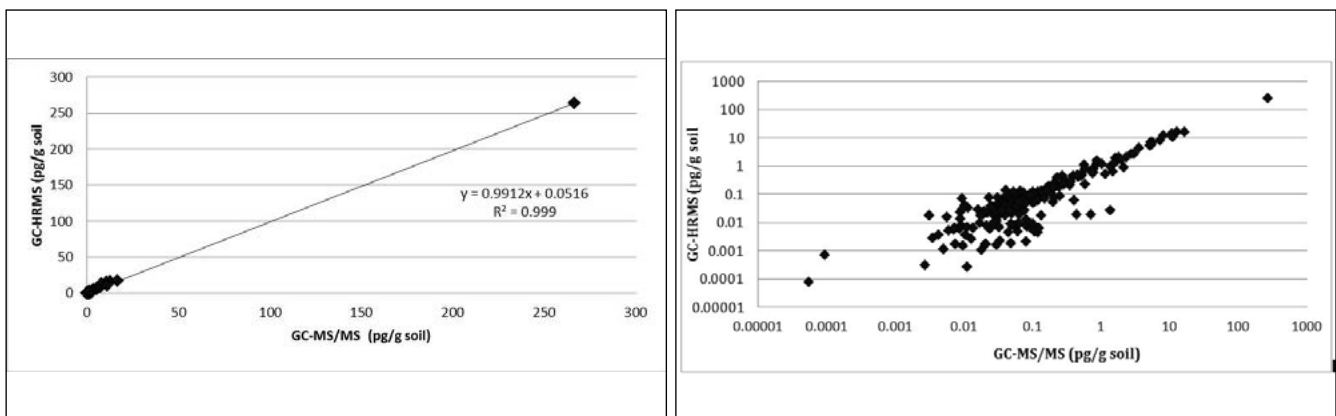 300
250
200
150
100
50
0
GC-HRMS (pg/g soil
y = 0.9912x + 0.0516
R² = 0.999
0 50 100 150 200 250 300
GC-MS/MS (pg/g soil)
1000
100
10
1
0.1
0.01
0.001
0.0001
0.00001
GC-HRMS (pg/g soil)
0.00001 0.0001 0.001 0.01 0.1 1 10 100 1000
GC-MS/MS (pg/g soil)